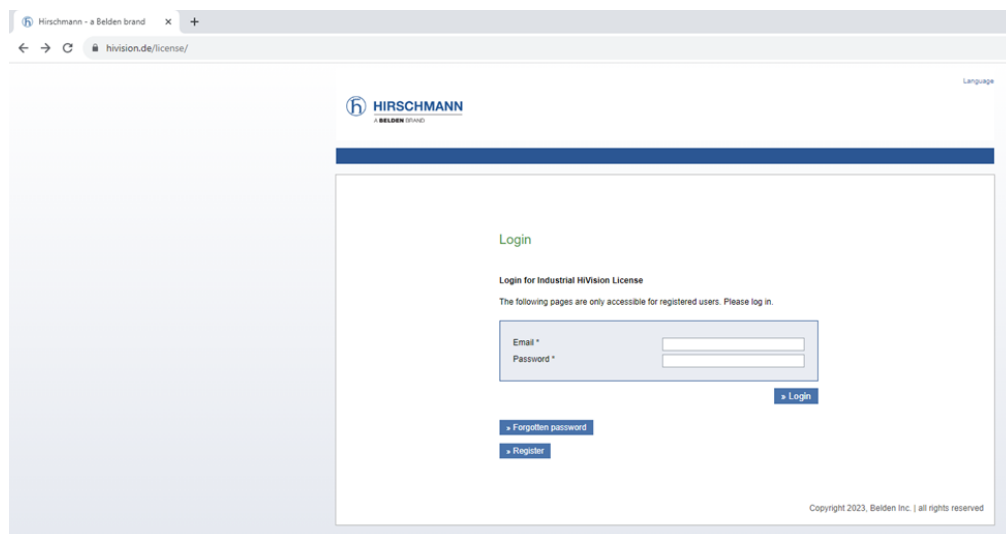 Hirschmann - a Belden brand
hivision.de/license/
Language
HIRSCHMANN
A BELDEN BRAND
Login
Login for Industrial HiVision License
The following pages are only accessible for registered users. Please log in.
Email *
Password *
» Login
» Forgotten password
» Register
Copyright 2023, Belden Inc. | all rights reserved